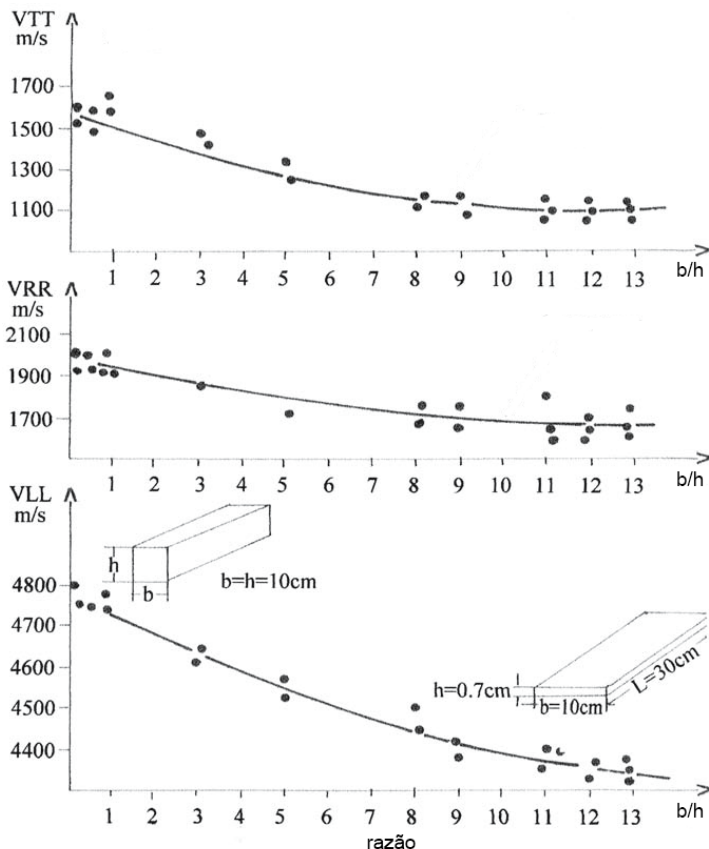 VTT
m/s
1700
1500
1300
1100
1 2 3 4 5 6 7 8 9 10 11 12 13 b/h
VRR
m/s
2100
1900
1700
1 2 3 4 5 6 7 8 9 10 11 12 13 b/h
VLL
m/s
h
b
b=h=10cm
4800
4700
4600
4500
4400
h=0.7cm
b=10cm
L=30cm
1 2 3 4 5 6 7 8 9 10 11 12 13 b/h
razão